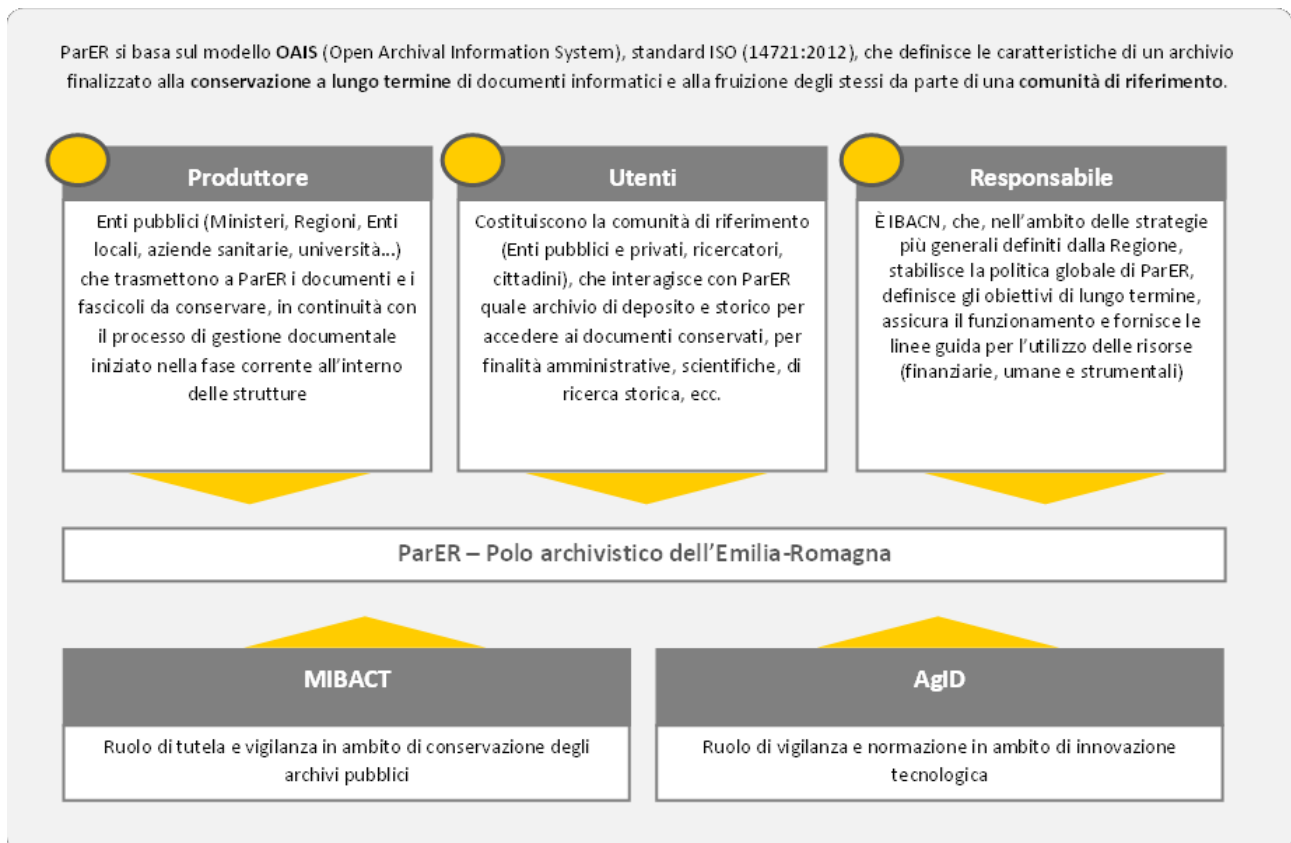 ParER si basa sul modello OAIS (Open Archival Information System), standard ISO (14721:2012), che definisce le caratteristiche di un archivio
finalizzato alla conservazione a lungo termine di documenti informatici e alla fruizione degli stessi da parte di una comunità di riferimento.
Produttore
Enti pubblici (Ministeri, Regioni, Enti
locali, aziende sanitarie, università...)
che trasmettono a ParER i documenti e i
fascicoli da conservare, in continuità con
il processo di gestione documentale
iniziato nella fase corrente all'interno
delle strutture
Utenti
Costituiscono la comunità di riferimento
(Enti pubblici e privati, ricercatori,
cittadini), che interagisce con ParER
quale archivio di deposito e storico per
accedere ai documenti conservati, per
finalità amministrative, scientifiche, di
ricerca storica, ecc.
Responsabile
È IBACN, che, nell'ambito delle strategie
più generali definiti dalla Regione,
stabilisce la politica globale di ParER,
definisce gli obiettivi di lungo termine,
assicura il funzionamento e fornisce le
linee guida per l'utilizzo delle risorse
(finanziarie, umane e strumentali)
ParER – Polo archivistico dell'Emilia-Romagna
MIBACT
Ruolo di tutela e vigilanza in ambito di conservazione degli
archivi pubblici
AgID
Ruolo di vigilanza e normazione in ambito di innovazione
tecnologica